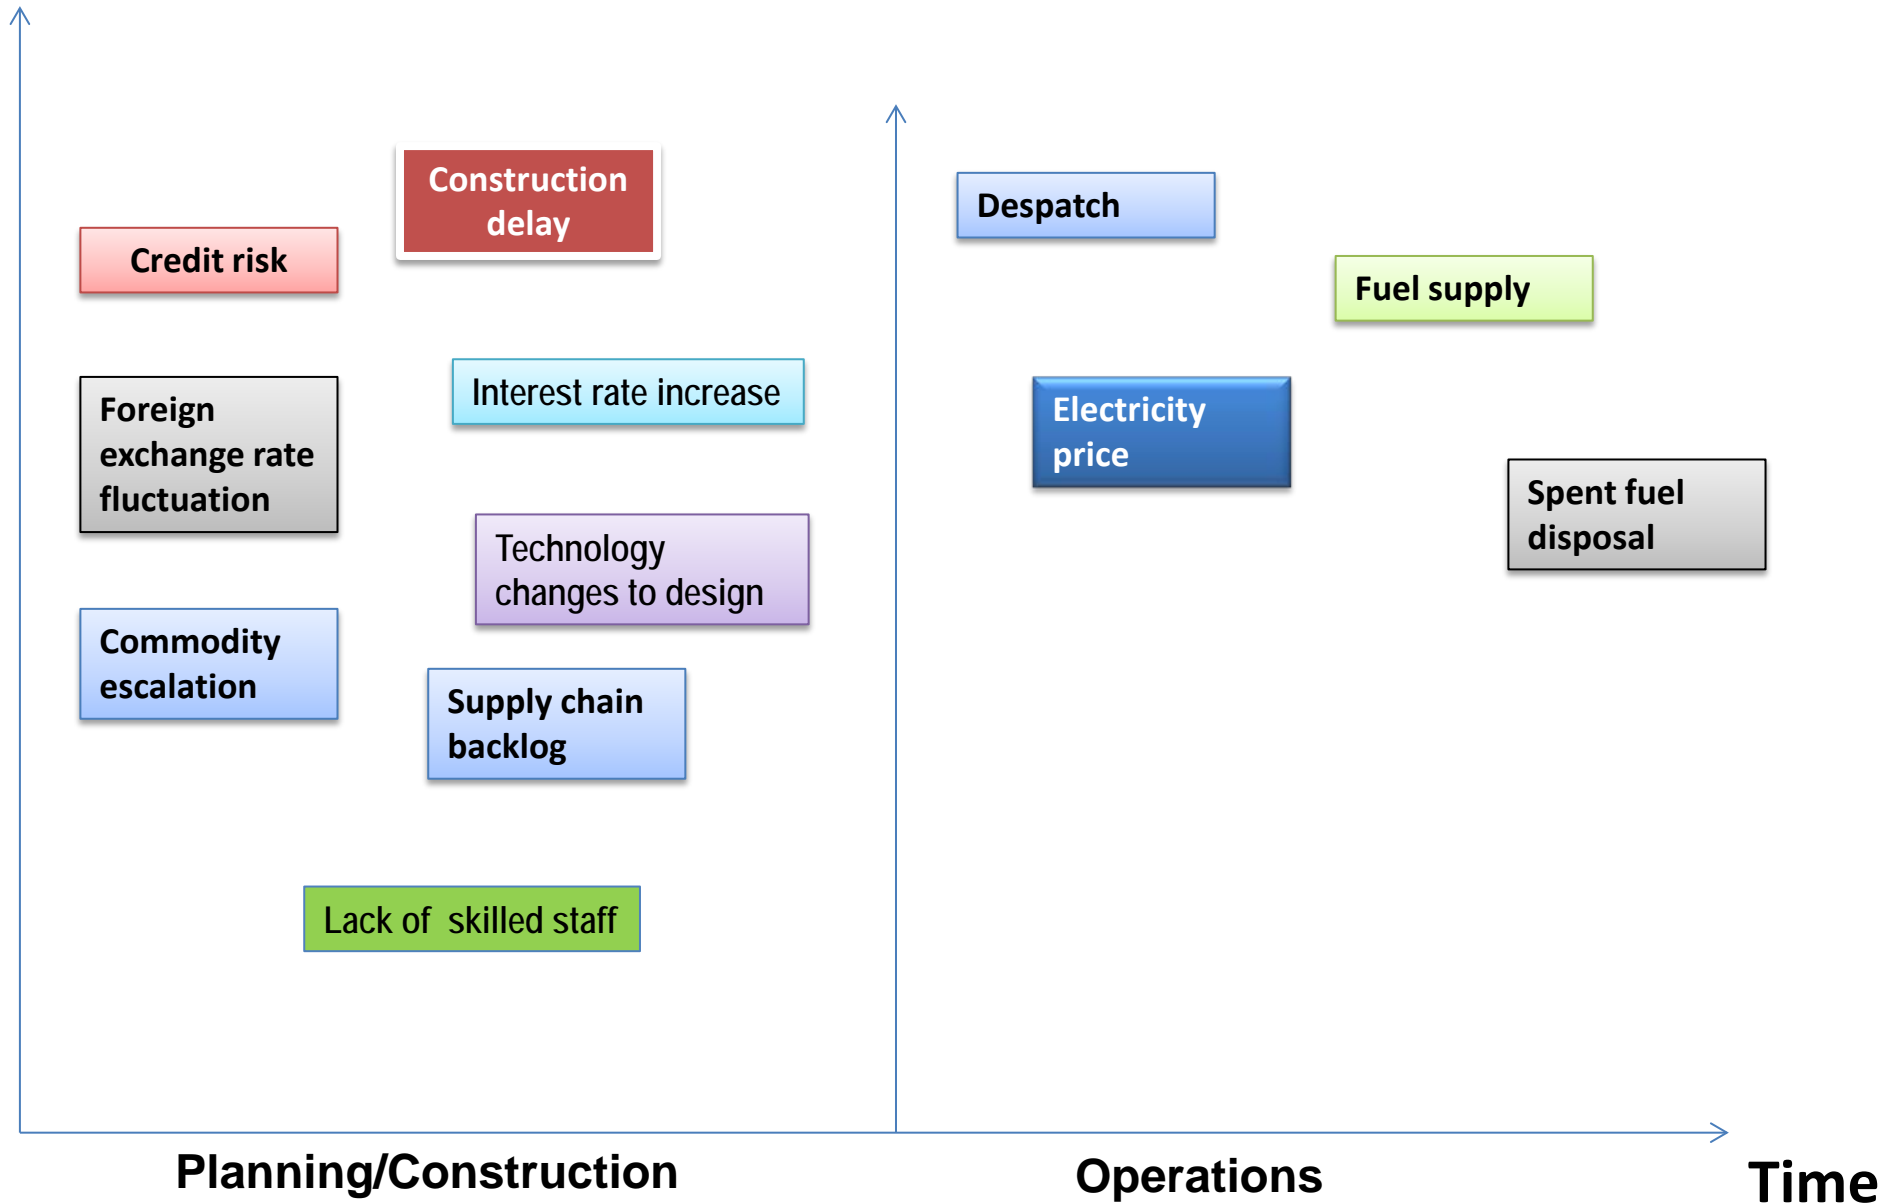 Construction
delay
Credit risk
Foreign
exchange rate
fluctuation
Interest rate increase
Technology
changes to design
Commodity
escalation
Supply chain
backlog
Lack of  skilled staff
Despatch
Fuel supply
Electricity
price
Spent fuel
disposal
Planning/Construction
Operations
Time